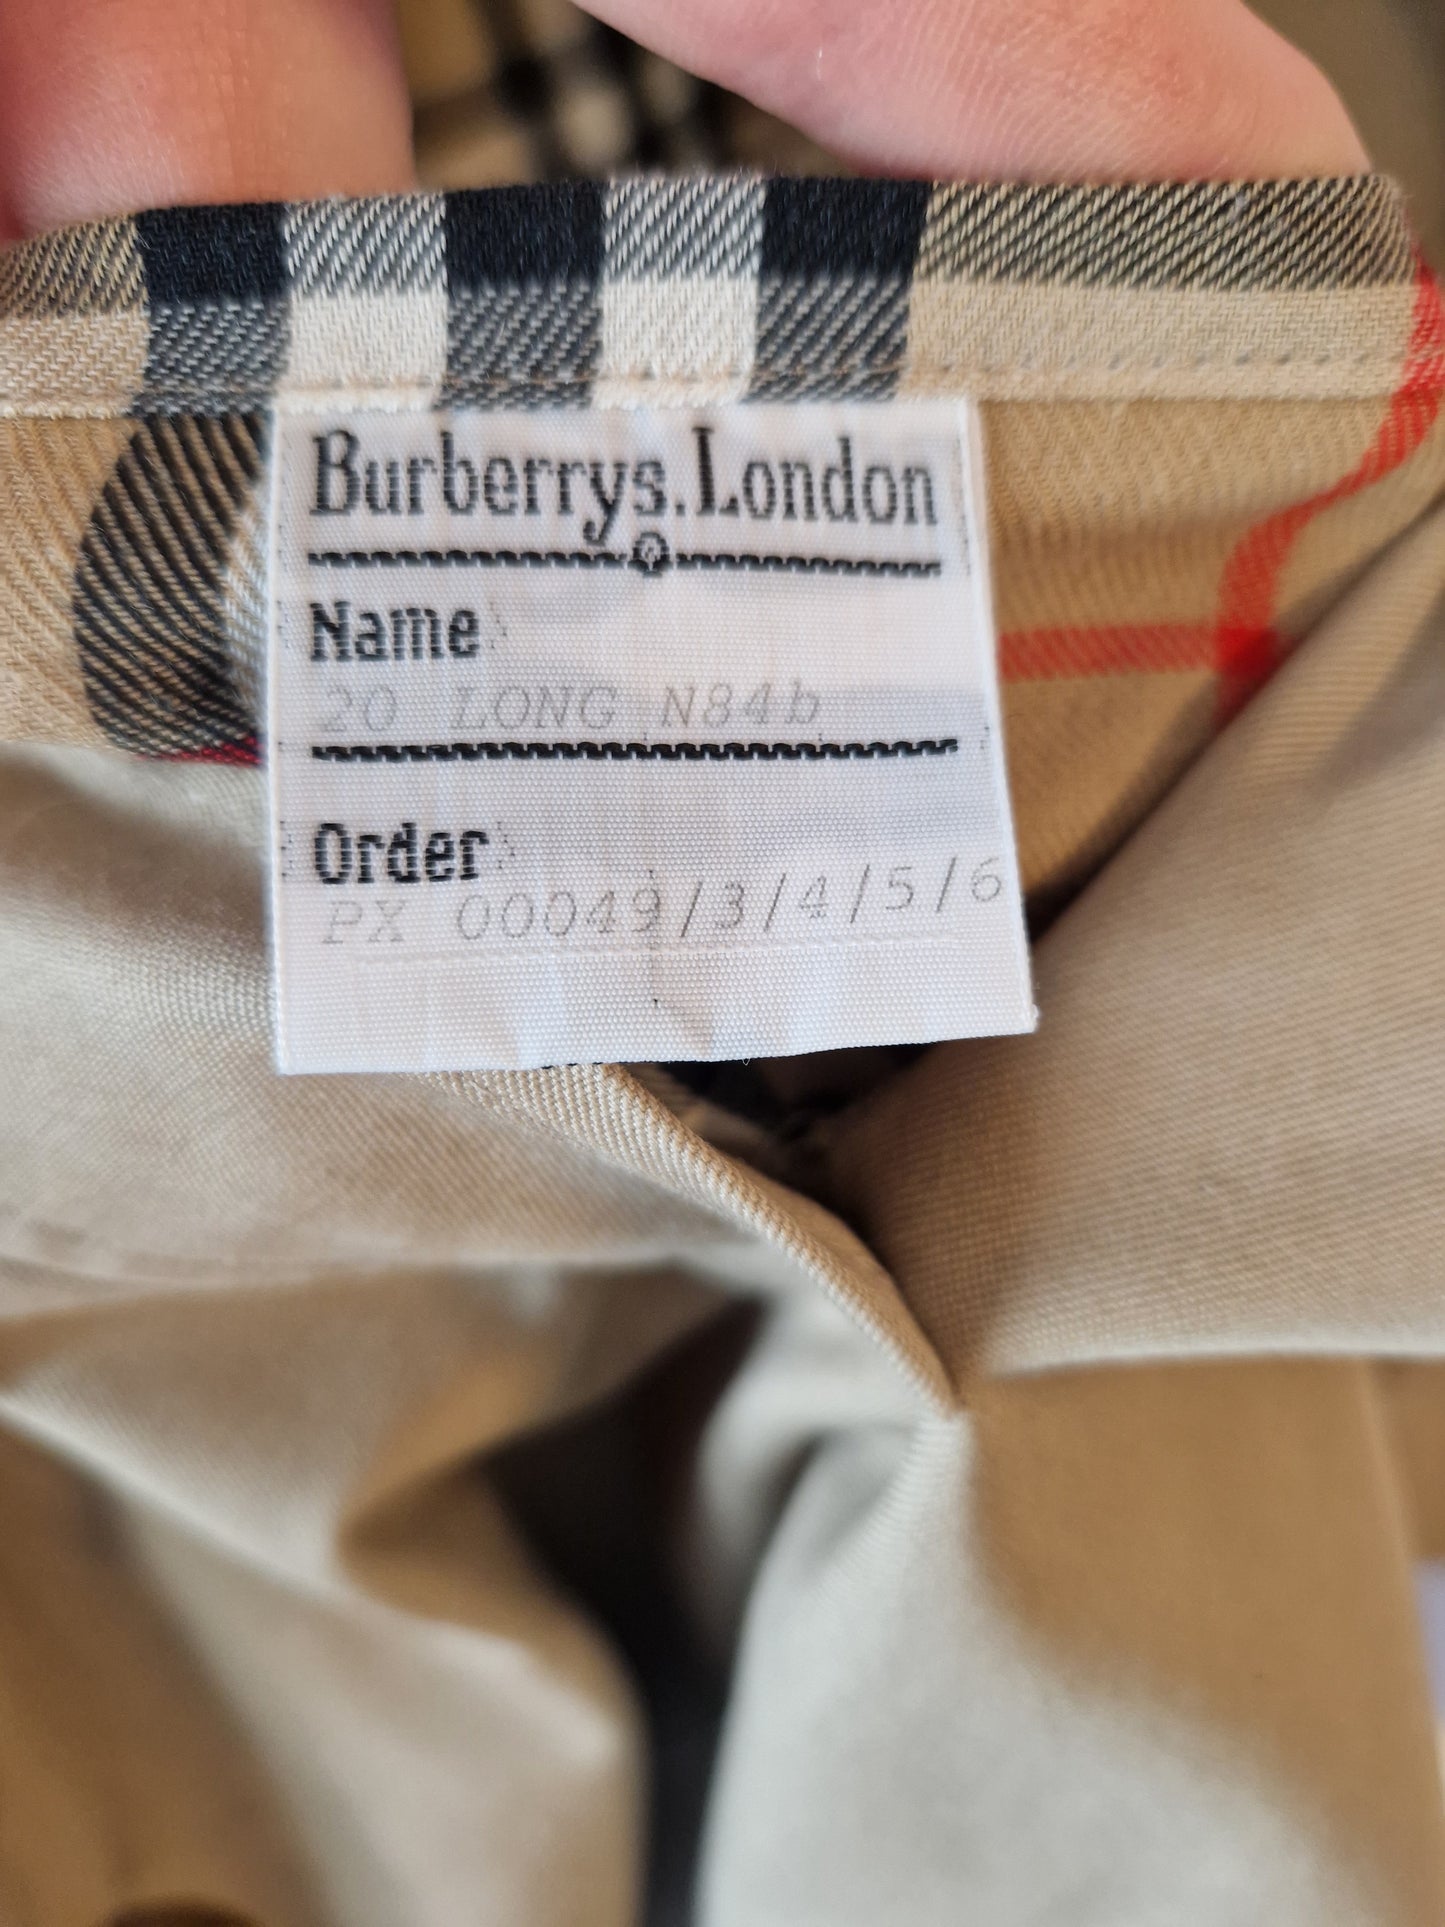 Burberrys.London
Name
20 LONG N84b
Order
PX 00049/3/4/5/6